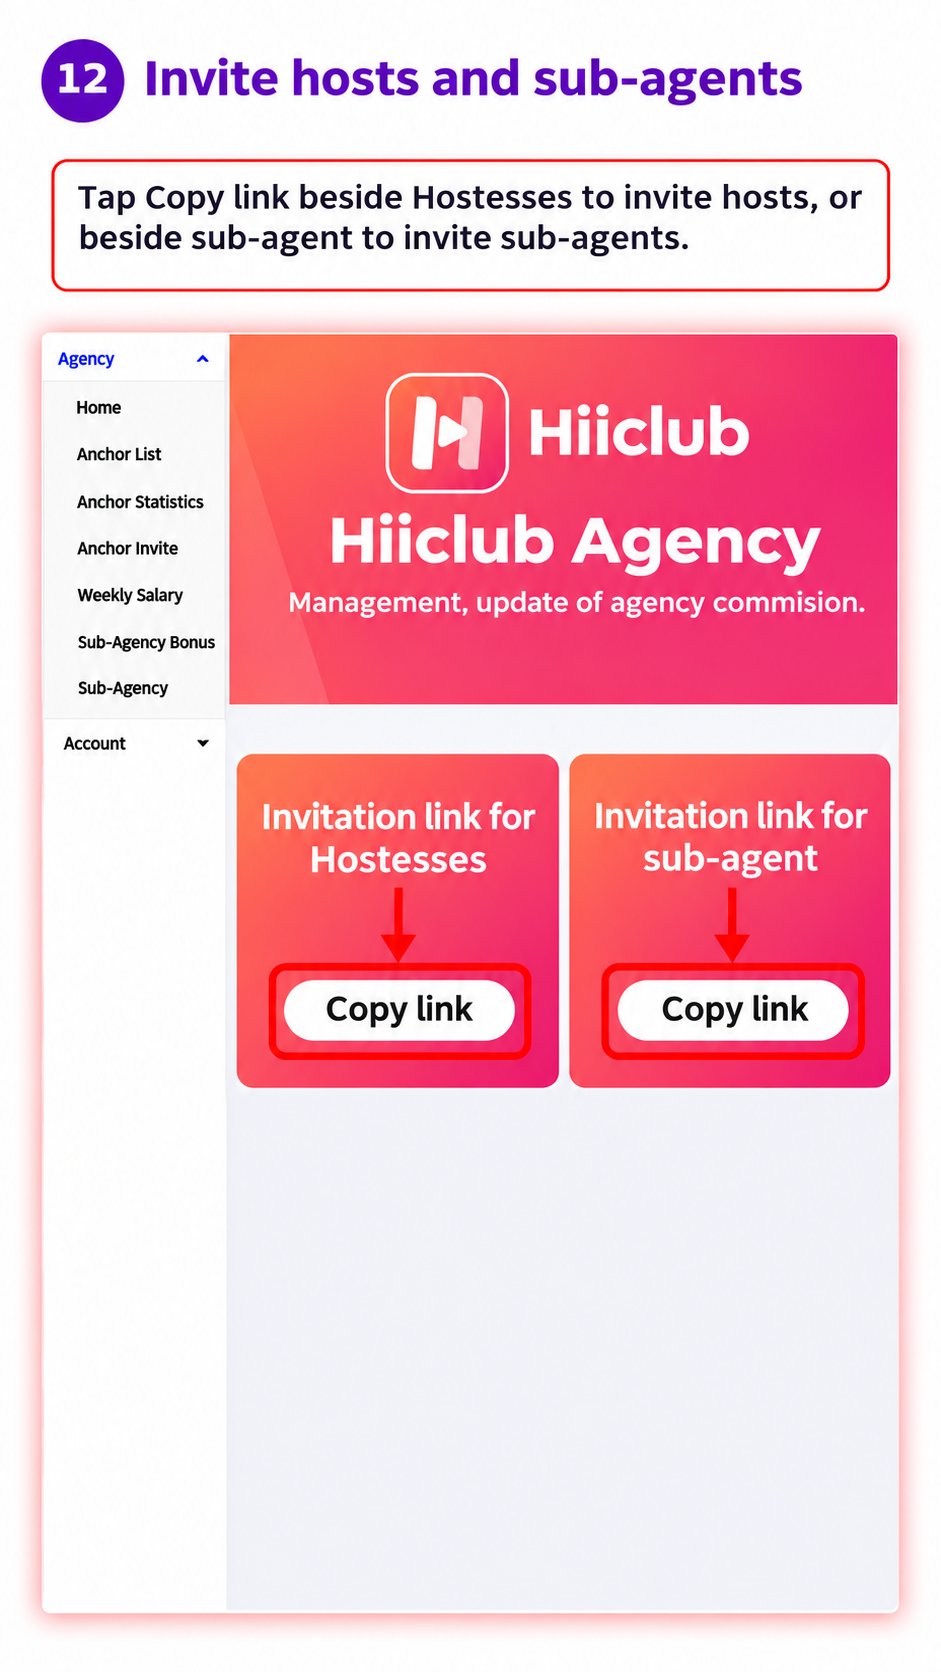 12 Invite hosts and sub-agents
Tap Copy link beside Hostesses to invite hosts, or
beside sub-agent to invite sub-agents.
Agency
Home
Anchor List
Anchor Statistics
Anchor Invite
Weekly Salary
Sub-Agency Bonus
Sub-Agency
Account
Hiiclub
Hiiclub Agency
Management, update of agency commision.
Invitation link for
Hostesses
Copy link
Invitation link for
sub-agent
Copy link